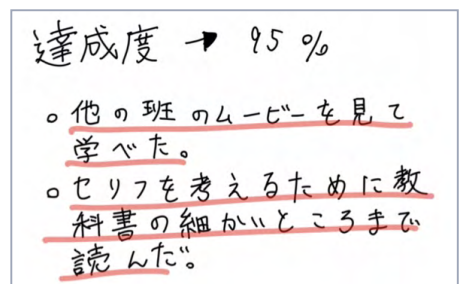 達成度 → 95%
○ 他の班のムービーを見て
学べた。
○ セリフを考えるために教
科書の細かいところまで
読んだ。